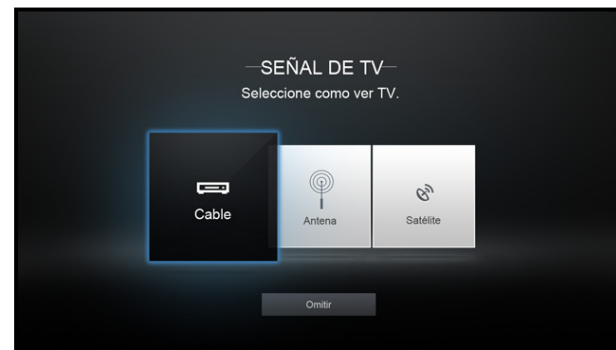 SEÑAL DE TV
Seleccione como ver TV.
Cable
Antena
Satélite
Omitir